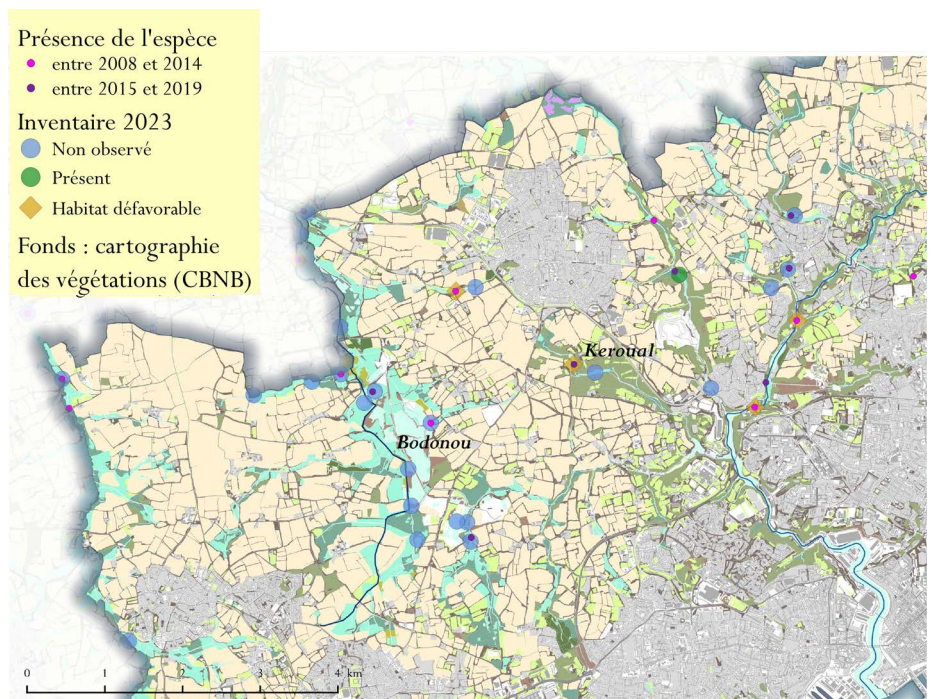 Présence de l'espèce
entre 2008 et 2014
entre 2015 et 2019
Inventaire 2023
Non observé
Présent
Habitat défavorable
Fonds : cartographie
des végétations (CBNB)
Keroual
Bodonou
0 1 2 3 4 km